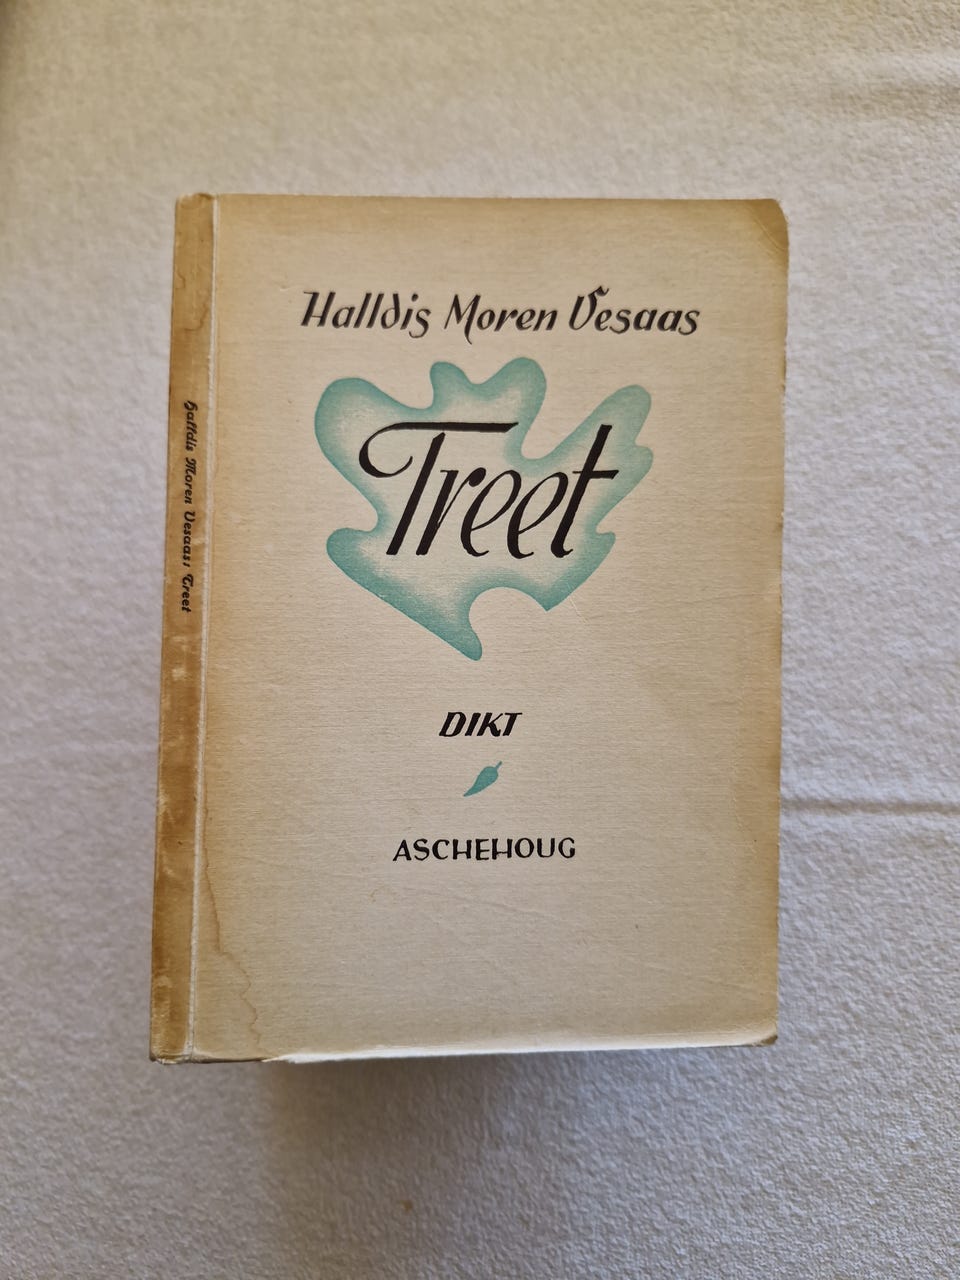 Halldis Moren Vesaas
Treet
DIKT
ASCHEHOUG
Halldis Moren Vesaas: Treet